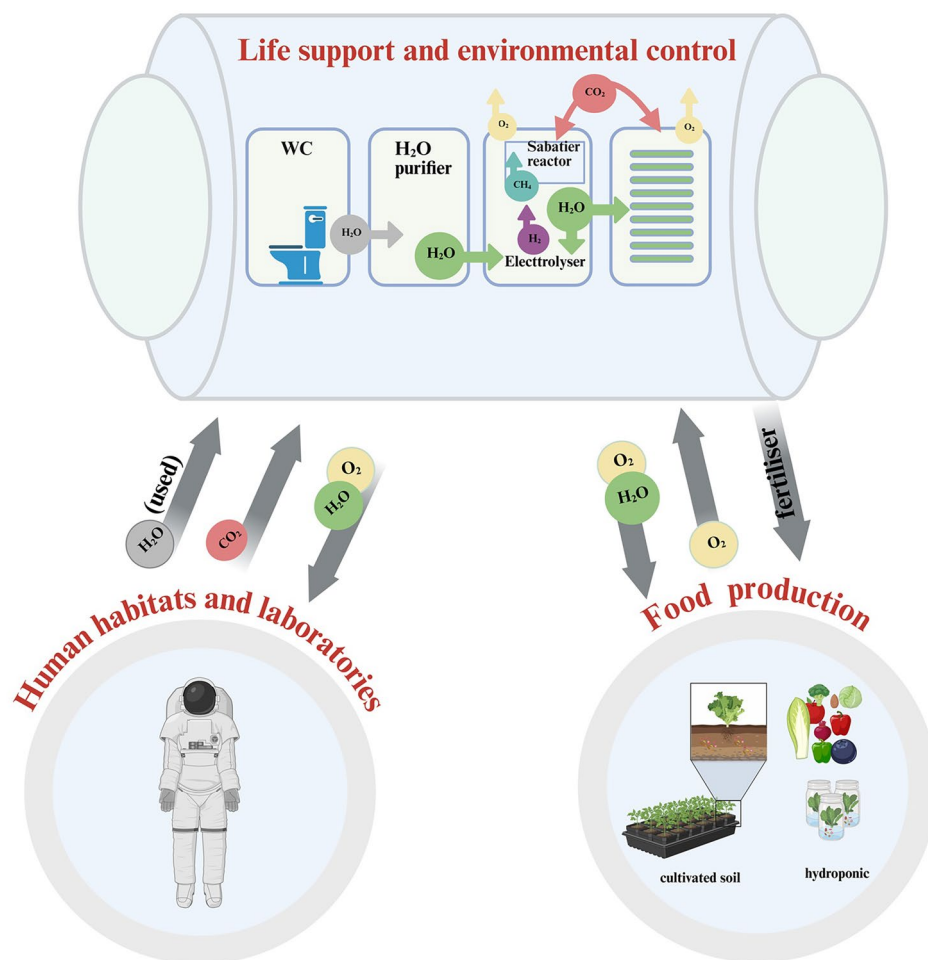 Life support and environmental control
CO₂
O₂
O₂
WC
H₂O
purifier
Sabatier
reactor
CH₄
H₂O
H₂O
H₂
H₂O
Electtrolyser
(used)
H₂O
CO₂
O₂
H₂O
O₂
H₂O
O₂
fertiliser
Human habitats and laboratories
Food production
cultivated soil
hydroponic